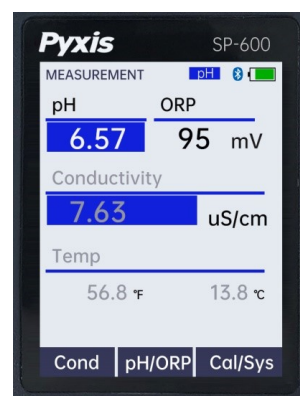 Pyxis SP-600
MEASUREMENT pH
pH ORP
6.57 95 mV
Conductivity
7.63 uS/cm
Temp
56.8 °F 13.8 °C
Cond pH/ORP Cal/Sys